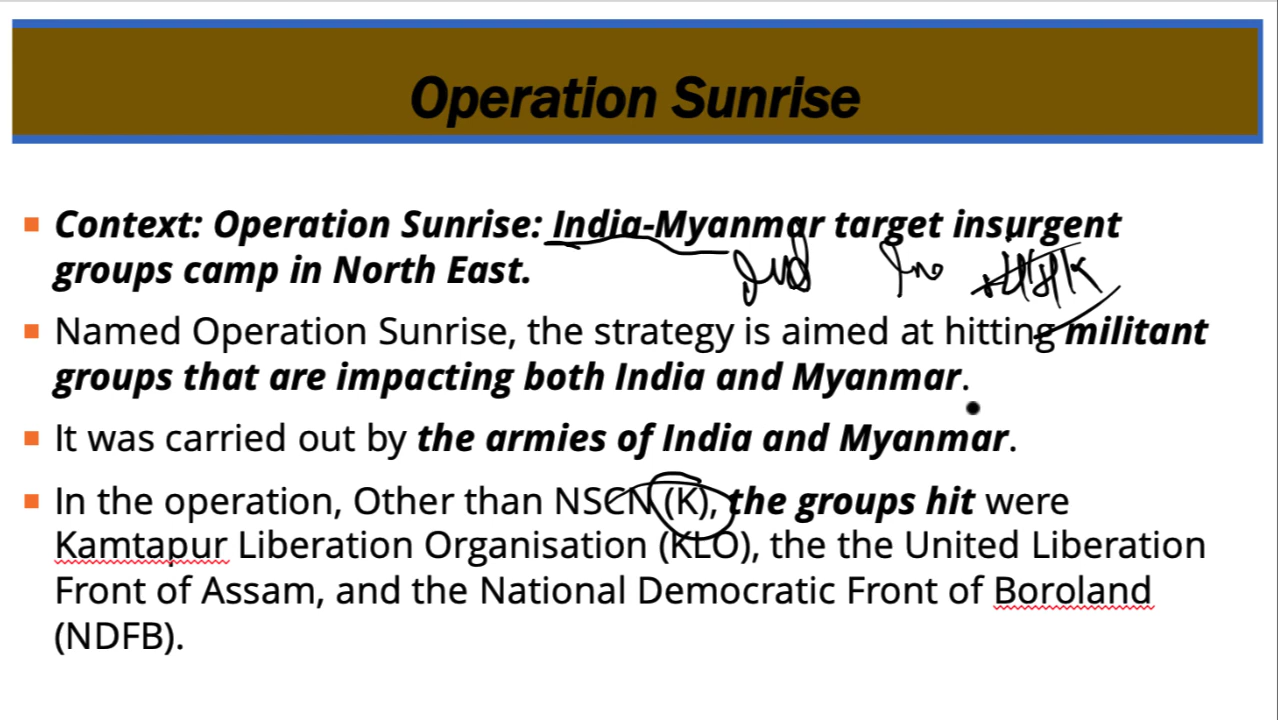 Operation Sunrise
Context: Operation Sunrise: India-Myanmar target insurgent
groups camp in North East.
Named Operation Sunrise, the strategy is aimed at hitting militant
groups that are impacting both India and Myanmar.
It was carried out by the armies of India and Myanmar.
In the operation, Other than NSCN (K), the groups hit were
Kamtapur Liberation Organisation (KLO), the the United Liberation
Front of Assam, and the National Democratic Front of Boroland
(NDFB).